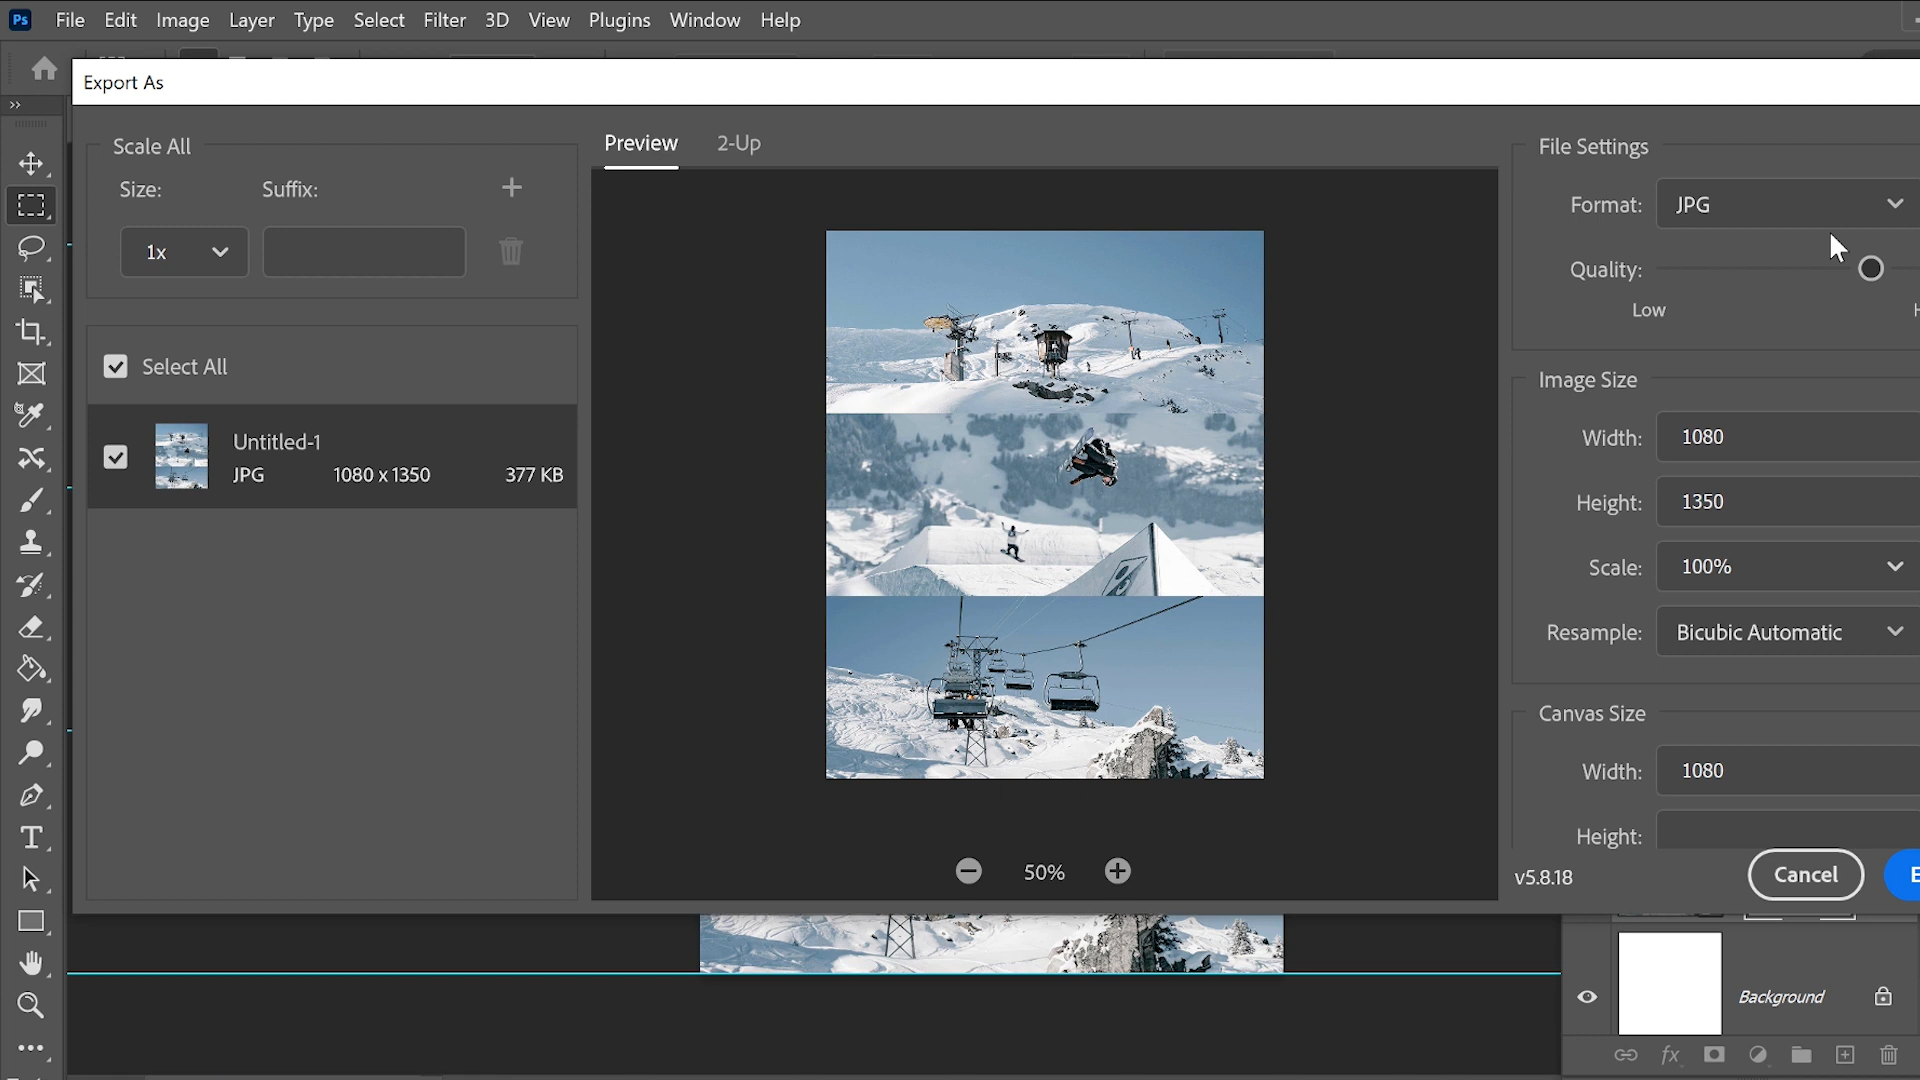 Ps File Edit Image Layer Type Select Filter 3D View Plugins Window Help
Export As
Scale All
Size: Suffix:
1x
Select All
Untitled-1
JPG 1080 x 1350 377 KB
Preview 2-Up
50%
File Settings
Format: JPG
Quality:
Low
Image Size
Width: 1080
Height: 1350
Scale: 100%
Resample: Bicubic Automatic
Canvas Size
Width: 1080
Height:
v5.8.18 Cancel
Background
fx